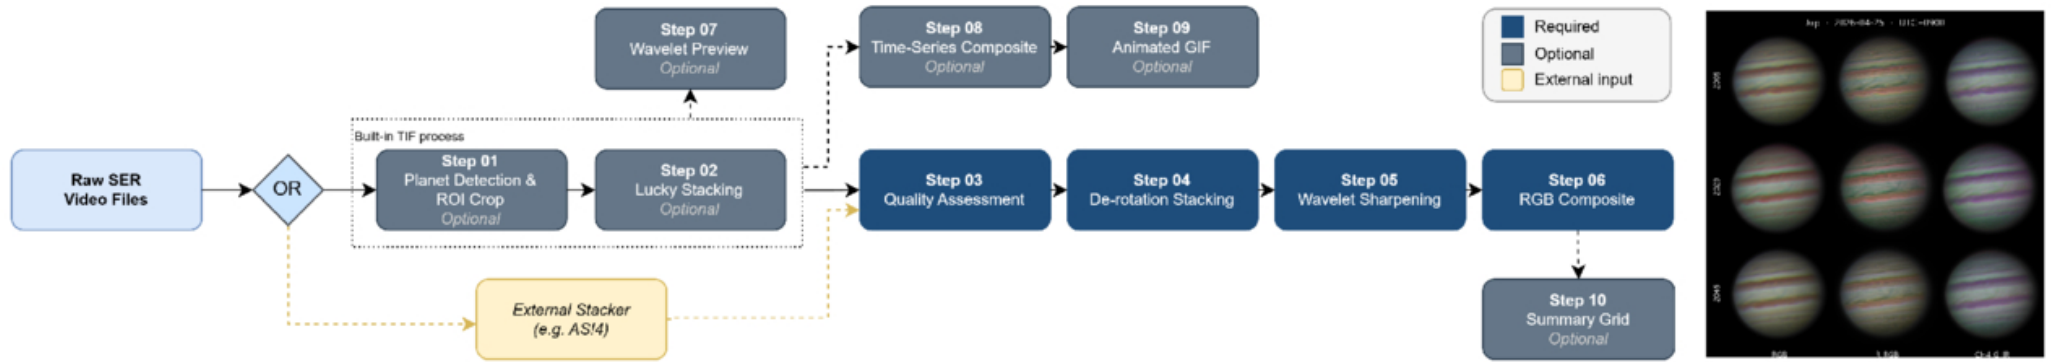 Step 07
Wavelet Preview
Optional
Step 08
Time-Series Composite
Optional
Step 09
Animated GIF
Optional
Required
Optional
External input
Built-in TIF process
Raw SER
Video Files
OR
Step 01
Planet Detection &
ROI Crop
Optional
Step 02
Lucky Stacking
Optional
Step 03
Quality Assessment
Step 04
De-rotation Stacking
Step 05
Wavelet Sharpening
Step 06
RGB Composite
External Stacker
(e.g. AS!4)
Step 10
Summary Grid
Optional
RGB